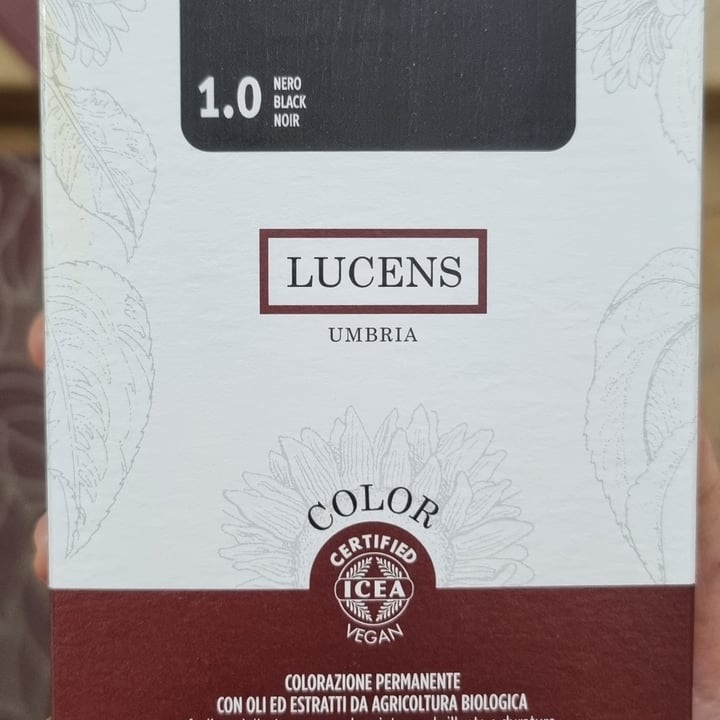 1.0 NERO
BLACK
NOIR
LUCENS
UMBRIA
COLOR
CERTIFIED
ICEA
VEGAN
COLORAZIONE PERMANENTE
CON OLI ED ESTRATTI DA AGRICOLTURA BIOLOGICA